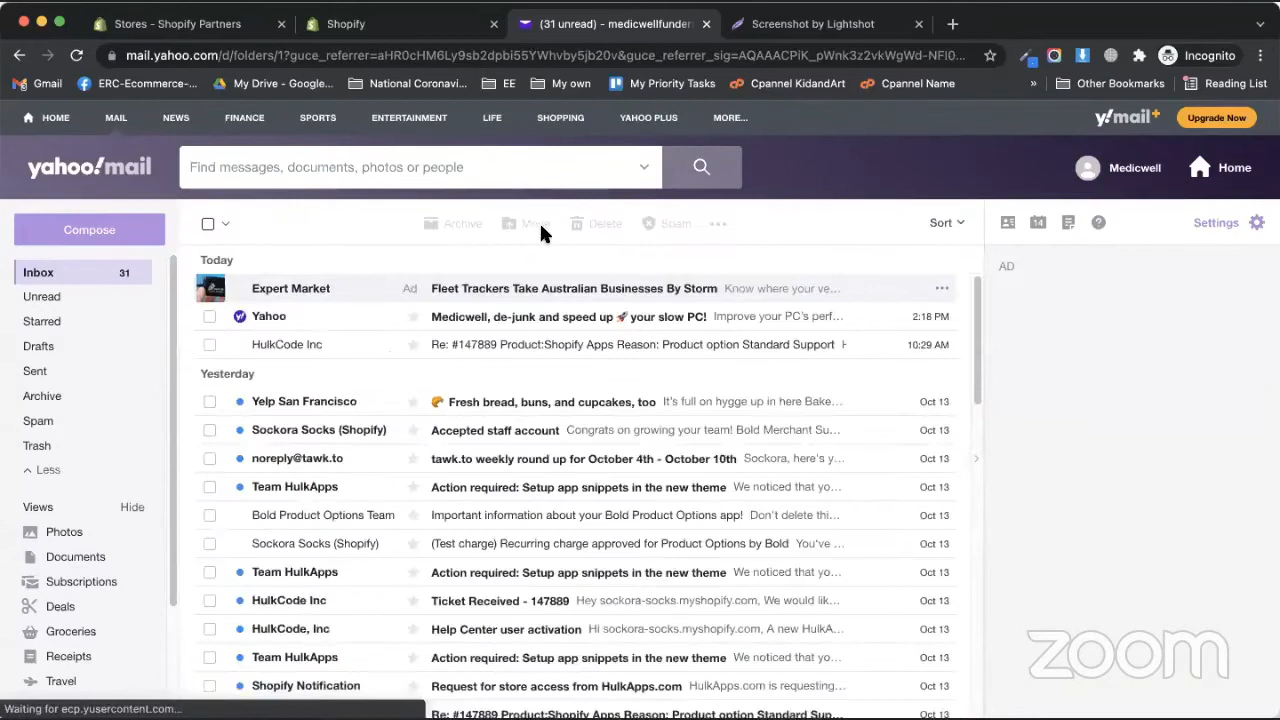 Stores - Shopify Partners
Shopify
(31 unread) - medicwellfunder
Screenshot by Lightshot
mail.yahoo.com/d/folders/1?guce_referrer=aHR0cHM6Ly9sb2dpbi55YWhvby5jb20v&guce_referrer_sig=AQAAACPiK_pWnk3z2vkWgWd-NFl0...
Incognito
Gmail
ERC-Ecommerce-...
My Drive - Google...
National Coronavi...
EE
My own
My Priority Tasks
Cpannel KidandArt
Cpannel Name
»
Other Bookmarks
Reading List
HOME
MAIL
NEWS
FINANCE
SPORTS
ENTERTAINMENT
LIFE
SHOPPING
YAHOO PLUS
MORE...
y!mail+
Upgrade Now
yahoo!mail
Find messages, documents, photos or people
Medicwell
Home
Compose
Archive
Move
Delete
Spam
Sort
14
Settings
Inbox 31
Unread
Starred
Drafts
Sent
Archive
Spam
Trash
Less
Views Hide
Photos
Documents
Subscriptions
Deals
Groceries
Receipts
Travel
Today
Expert Market Ad Fleet Trackers Take Australian Businesses By Storm Know where your ve...
Yahoo Medicwell, de-junk and speed up 🚀 your slow PC! Improve your PC's perf... 2:18 PM
HulkCode Inc Re: #147889 Product:Shopify Apps Reason: Product option Standard Support H 10:29 AM
Yesterday
Yelp San Francisco 🥐 Fresh bread, buns, and cupcakes, too It's full on hygge up in here Bake... Oct 13
Sockora Socks (Shopify) Accepted staff account Congrats on growing your team! Bold Merchant Su... Oct 13
noreply@tawk.to tawk.to weekly round up for October 4th - October 10th Sockora, here's y... Oct 13
Team HulkApps Action required: Setup app snippets in the new theme We noticed that yo... Oct 13
Bold Product Options Team Important information about your Bold Product Options app! Don't delete thi... Oct 13
Sockora Socks (Shopify) (Test charge) Recurring charge approved for Product Options by Bold You've ... Oct 13
Team HulkApps Action required: Setup app snippets in the new theme We noticed that yo... Oct 13
HulkCode Inc Ticket Received - 147889 Hey sockora-socks.myshopify.com, We would lik... Oct 13
HulkCode, Inc Help Center user activation Hi sockora-socks.myshopify.com, A new HulkA... Oct 13
Team HulkApps Action required: Setup app snippets in the new theme We noticed that yo... Oct 13
Shopify Notification Request for store access from HulkApps.com HulkApps.com is requesting... Oct 13
Re: #147889 Product:Shopify Apps Reason: Product option Standard Sup... Oct 13
AD
zoom
Waiting for ecp.yusercontent.com...